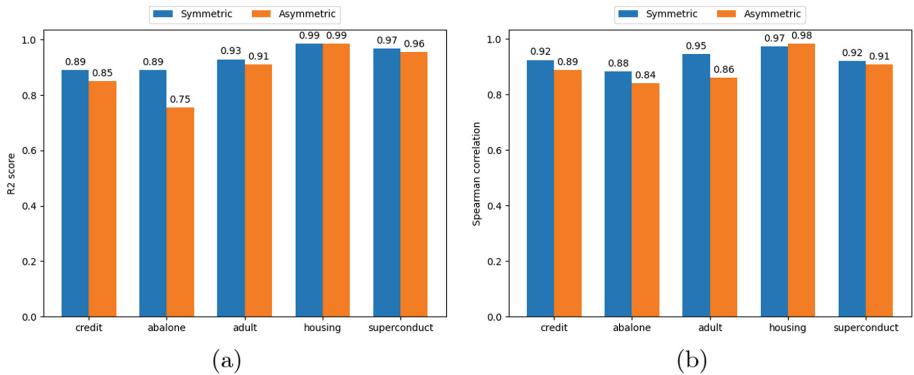 Symmetric Asymmetric
R2 score
1.0
0.8
0.6
0.4
0.2
0.0
0.89 0.85 0.89 0.75 0.93 0.91 0.99 0.99 0.97 0.96
credit abalone adult housing superconduct
(a)
Symmetric Asymmetric
Spearman correlation
1.0
0.8
0.6
0.4
0.2
0.0
0.92 0.89 0.88 0.84 0.95 0.86 0.97 0.98 0.92 0.91
credit abalone adult housing superconduct
(b)